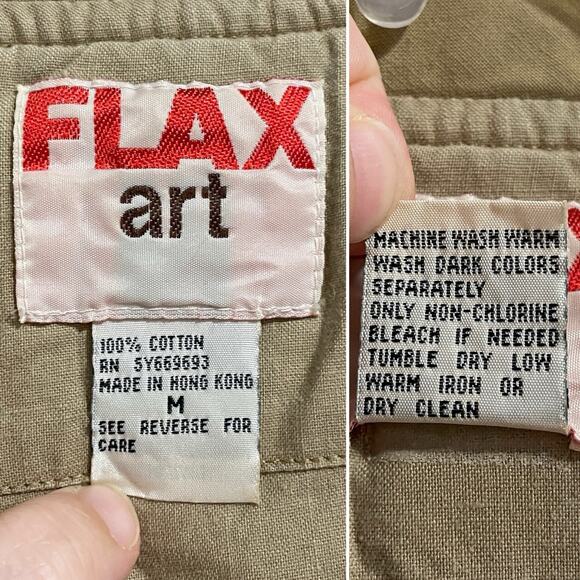 FLAX
art
100% COTTON
RN SY669693
MADE IN HONG KONG
M
SEE REVERSE FOR
CARE
MACHINE WASH WARM
WASH DARK COLORS
SEPARATELY
ONLY NON-CHLORINE
BLEACH IF NEEDED
TUMBLE DRY LOW
WARM IRON OR
DRY CLEAN